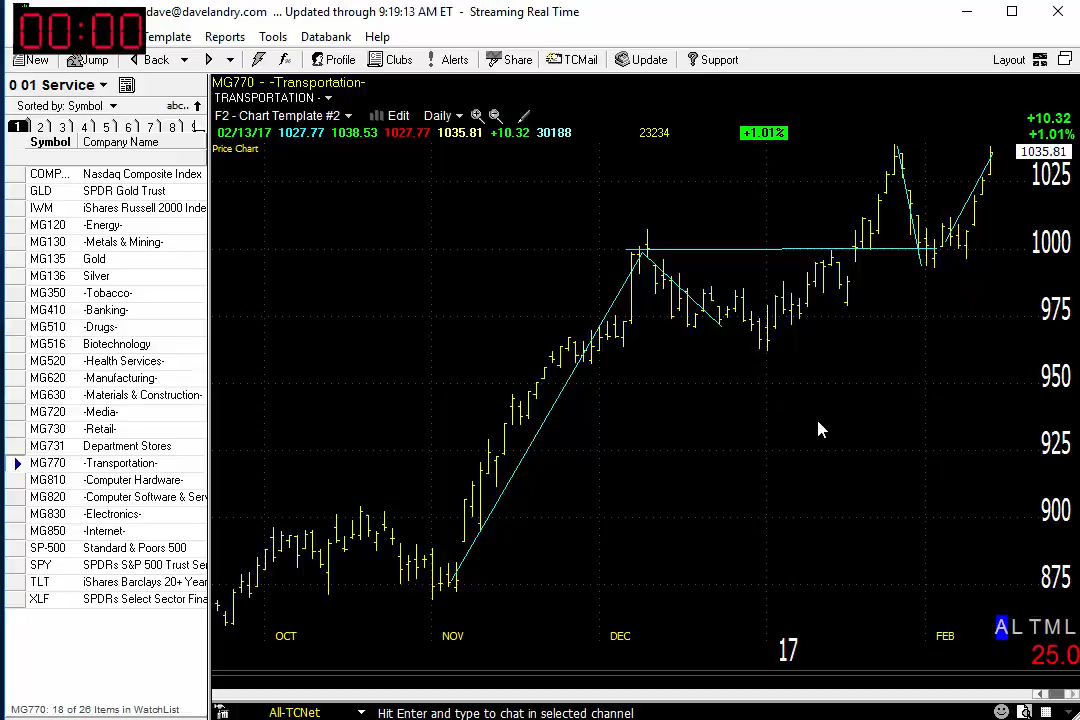 dave@davelandry.com ... Updated through 9:19:13 AM ET - Streaming Real Time
00:00
Template Reports Tools Databank Help
New Jump Back Profile Clubs Alerts Share TCMail Update Support Layout
0 01 Service
MG770 - -Transportation-
TRANSPORTATION -
Sorted by: Symbol abc..
F2 - Chart Template #2 Edit Daily
1 2 3 4 5 6 7 8
02/13/17 1027.77 1038.53 1027.77 1035.81 +10.32 30188 23234 +1.01%
+10.32
+1.01%
Symbol Company Name
Price Chart
1035.81
COMP... Nasdaq Composite Index
GLD SPDR Gold Trust
IWM iShares Russell 2000 Inde
MG120 -Energy-
MG130 -Metals & Mining-
MG135 Gold
MG136 Silver
MG350 -Tobacco-
MG410 -Banking-
MG510 -Drugs-
MG516 Biotechnology
MG520 -Health Services-
MG620 -Manufacturing-
MG630 -Materials & Construction-
MG720 -Media-
MG730 -Retail-
MG731 Department Stores
MG770 -Transportation-
MG810 -Computer Hardware-
MG820 -Computer Software & Serv
MG830 -Electronics-
MG850 -Internet-
SP-500 Standard & Poors 500
SPY SPDRs S&P 500 Trust Se
TLT iShares Barclays 20+ Year
XLF SPDRs Select Sector Fina
1025
1000
975
950
925
900
875
A L T M L
25.0
OCT NOV DEC 17 FEB
MG770: 18 of 26 Items in WatchList
All-TCNet Hit Enter and type to chat in selected channel